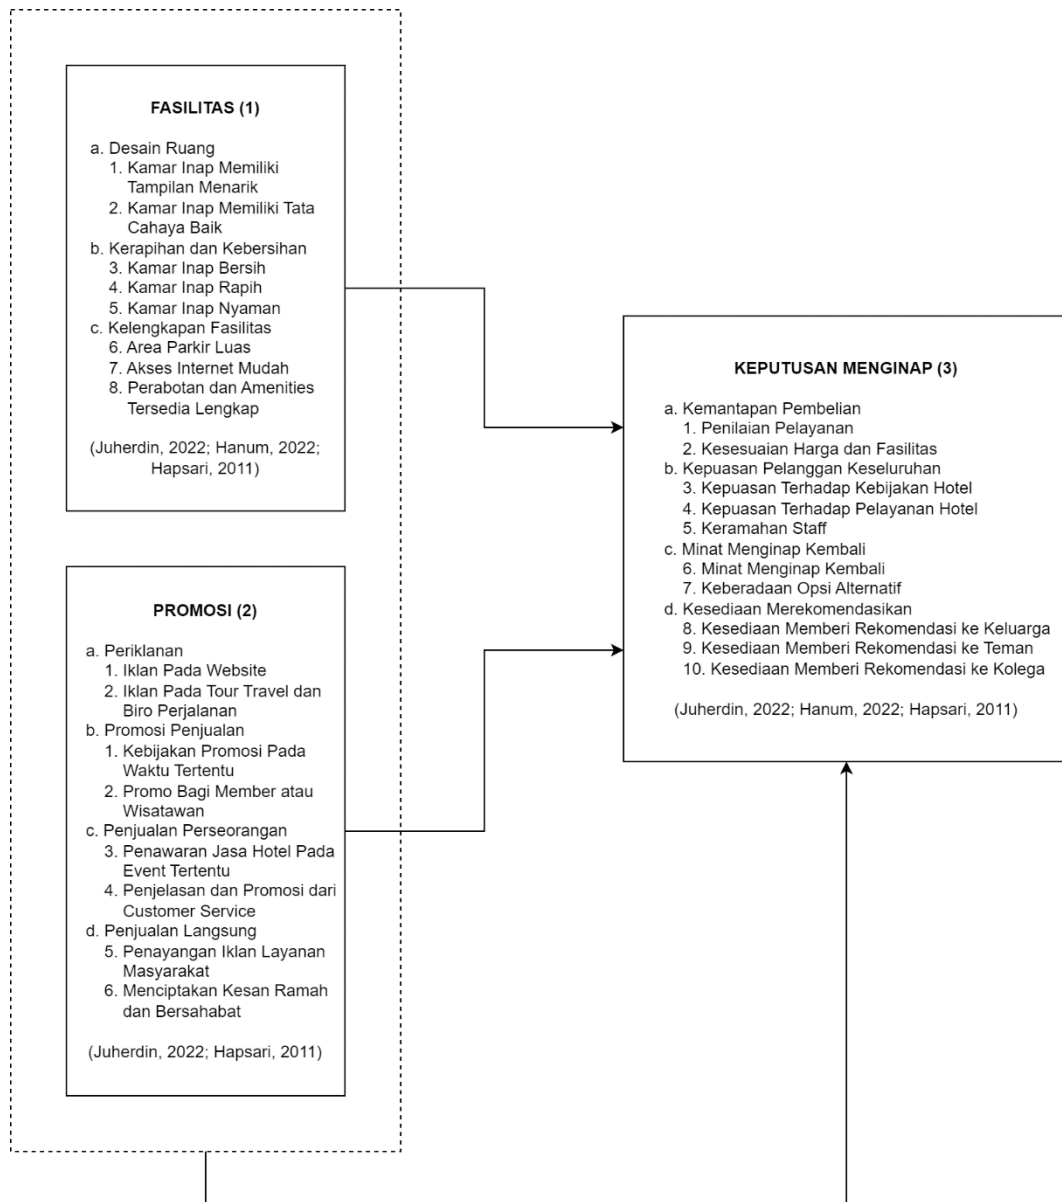 FASILITAS (1)
a. Desain Ruang
1. Kamar Inap Memiliki
Tampilan Menarik
2. Kamar Inap Memiliki Tata
Cahaya Baik
b. Kerapihan dan Kebersihan
3. Kamar Inap Bersih
4. Kamar Inap Rapih
5. Kamar Inap Nyaman
c. Kelengkapan Fasilitas
6. Area Parkir Luas
7. Akses Internet Mudah
8. Perabotan dan Amenities
Tersedia Lengkap
(Juherdin, 2022; Hanum, 2022;
Hapsari, 2011)
PROMOSI (2)
a. Periklanan
1. Iklan Pada Website
2. Iklan Pada Tour Travel dan
Biro Perjalanan
b. Promosi Penjualan
1. Kebijakan Promosi Pada
Waktu Tertentu
2. Promo Bagi Member atau
Wisatawan
c. Penjualan Perseorangan
3. Penawaran Jasa Hotel Pada
Event Tertentu
4. Penjelasan dan Promosi dari
Customer Service
d. Penjualan Langsung
5. Penayangan Iklan Layanan
Masyarakat
6. Menciptakan Kesan Ramah
dan Bersahabat
(Juherdin, 2022; Hapsari, 2011)
KEPUTUSAN MENGINAP (3)
a. Kemantapan Pembelian
1. Penilaian Pelayanan
2. Kesesuaian Harga dan Fasilitas
b. Kepuasan Pelanggan Keseluruhan
3. Kepuasan Terhadap Kebijakan Hotel
4. Kepuasan Terhadap Pelayanan Hotel
5. Keramahan Staff
c. Minat Menginap Kembali
6. Minat Menginap Kembali
7. Keberadaan Opsi Alternatif
d. Kesediaan Merekomendasikan
8. Kesediaan Memberi Rekomendasi ke Keluarga
9. Kesediaan Memberi Rekomendasi ke Teman
10. Kesediaan Memberi Rekomendasi ke Kolega
(Juherdin, 2022; Hanum, 2022; Hapsari, 2011)